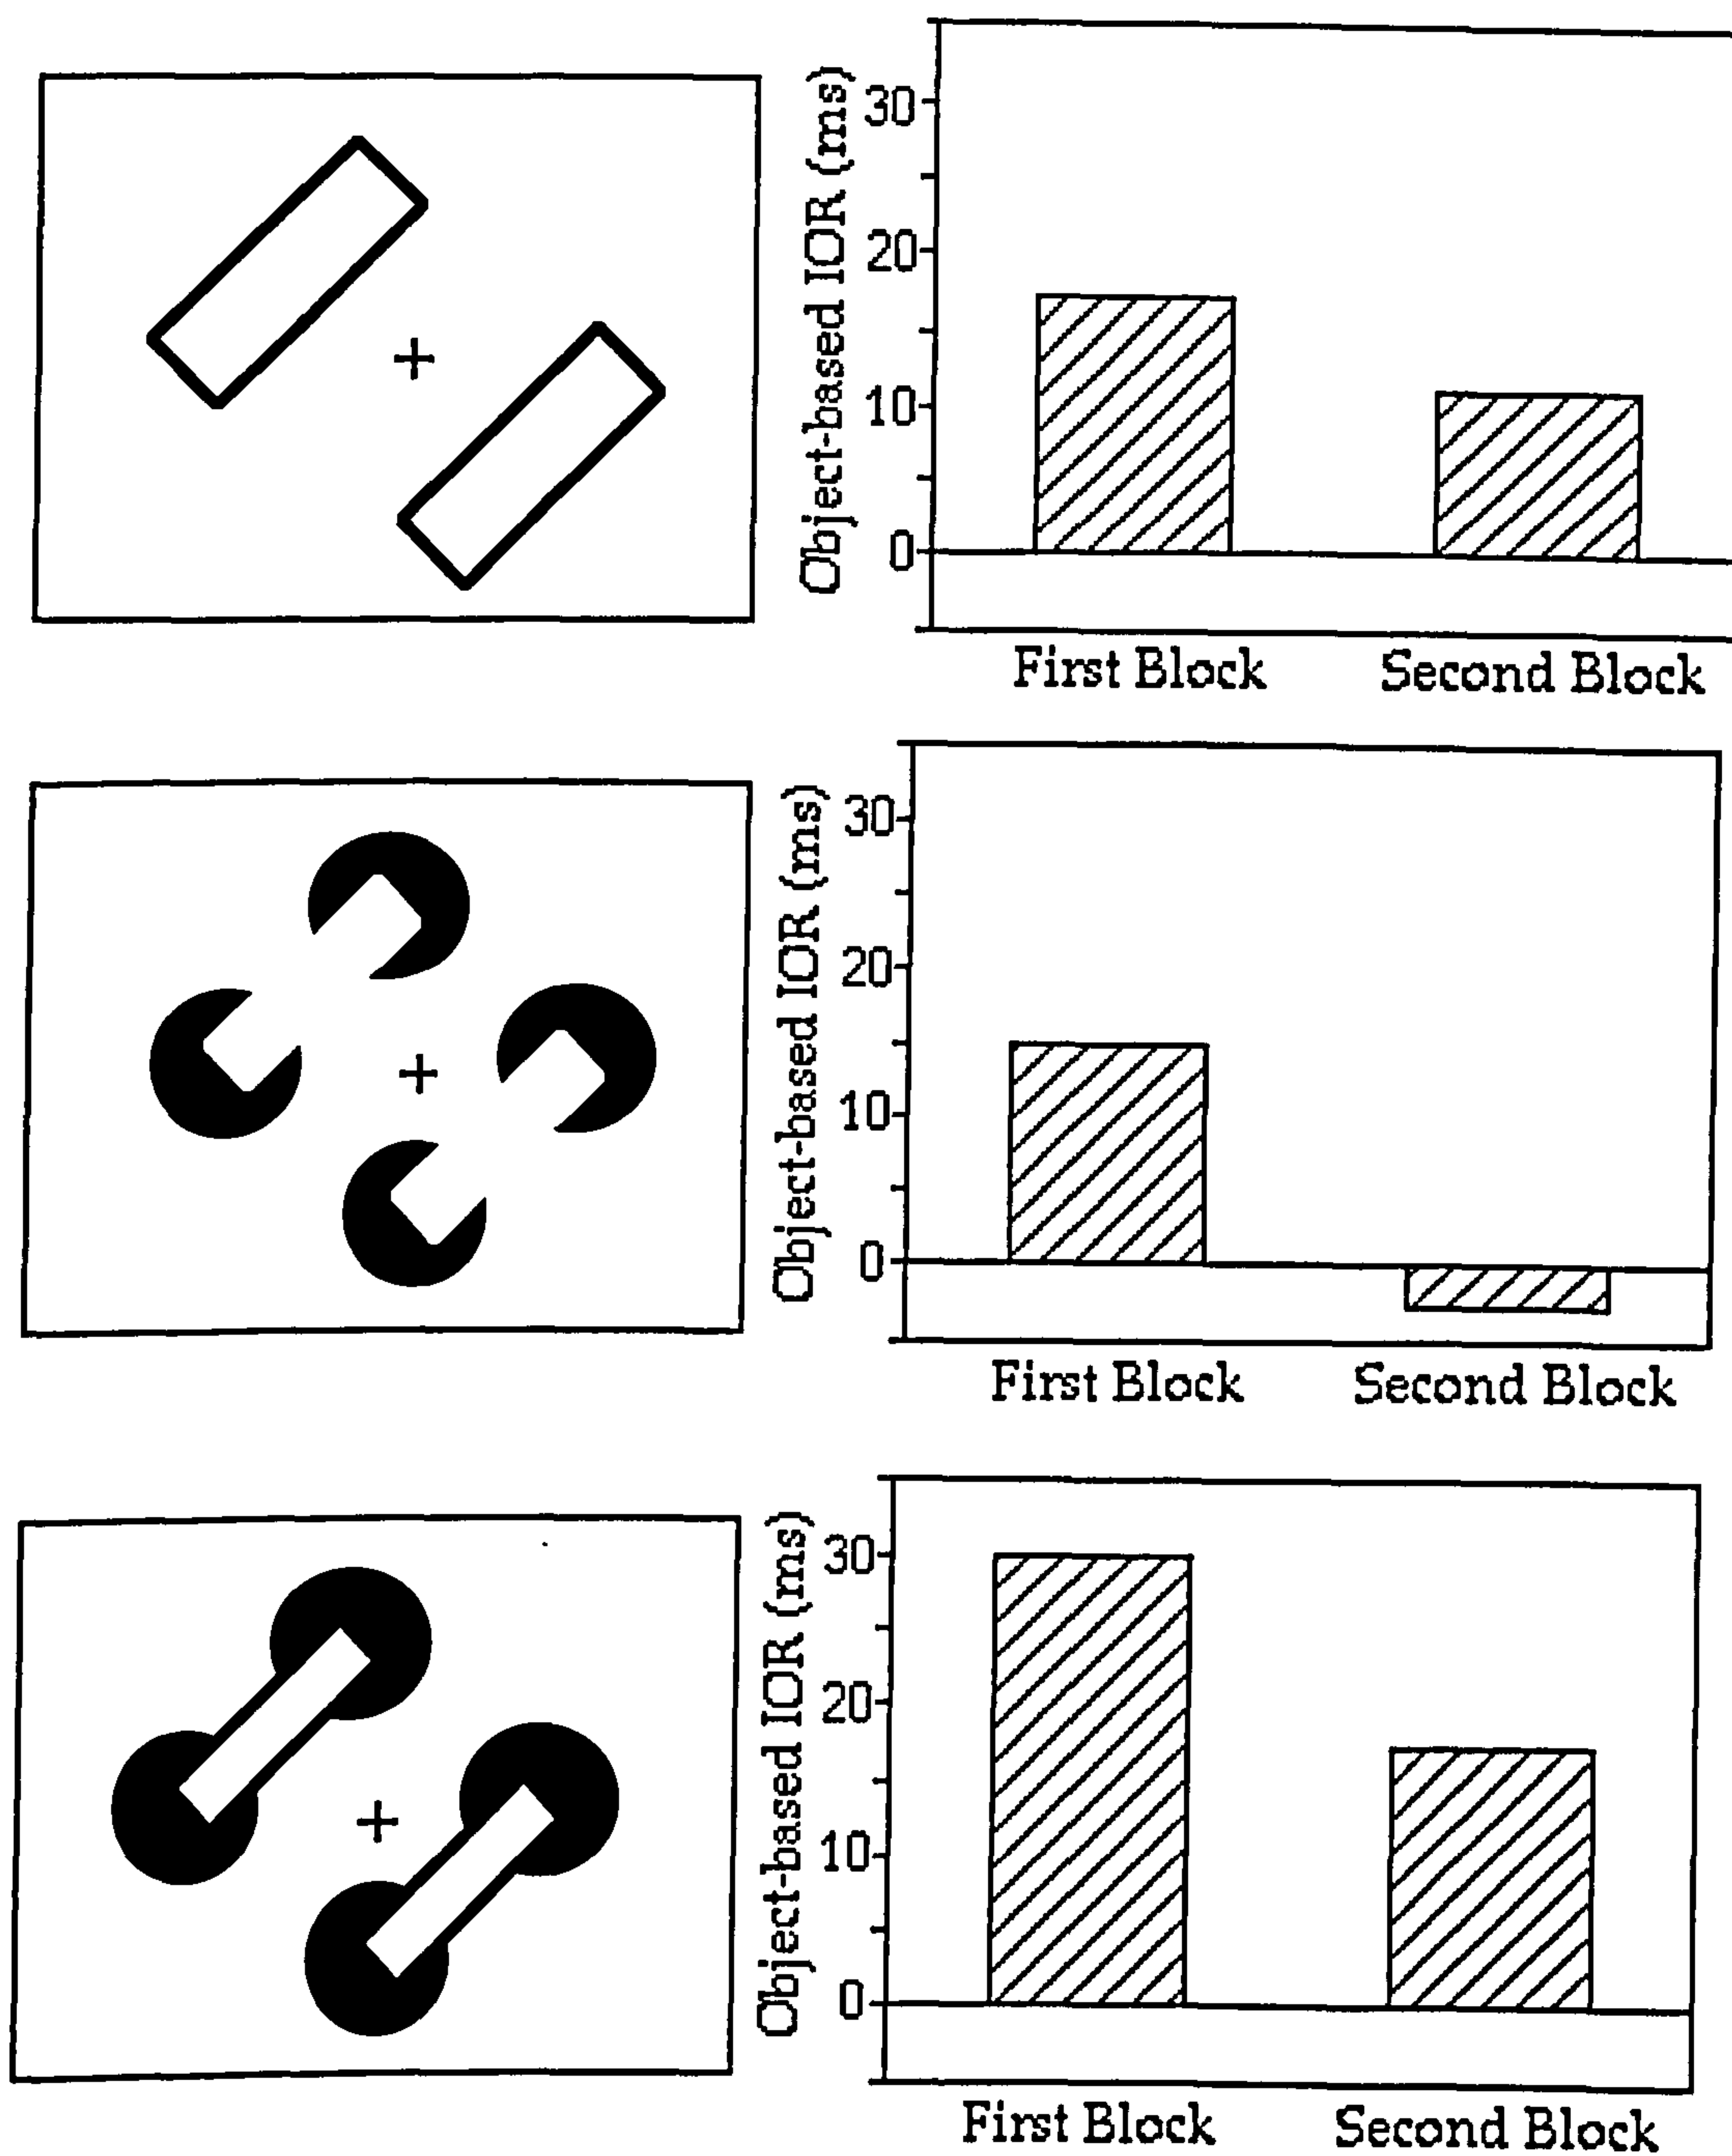 Object-based IOR (ms)
30
20
10
0
First Block Second Block
Object-based IOR (ms)
30
20
10
0
First Block Second Block
Object-based IOR (ms)
30
20
10
0
First Block Second Block